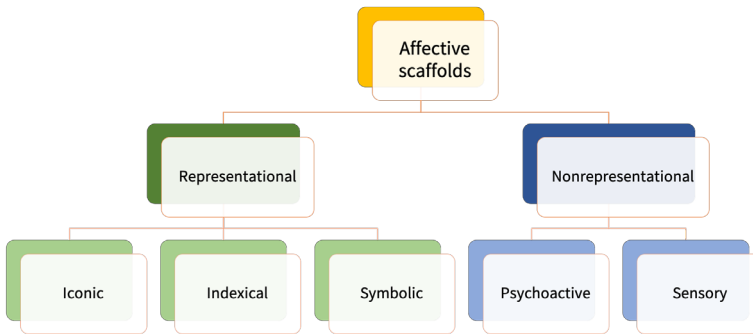 Affective
scaffolds
Representational
Nonrepresentational
Iconic
Indexical
Symbolic
Psychoactive
Sensory